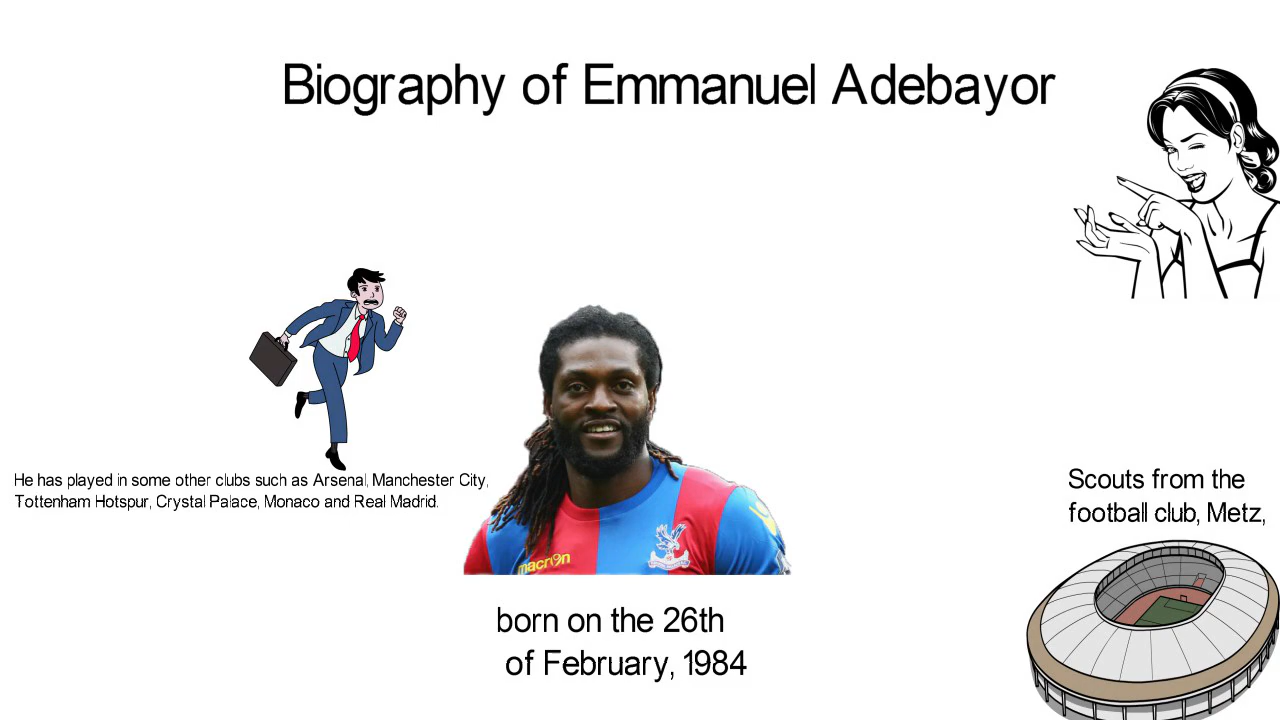 Biography of Emmanuel Adebayor
He has played in some other clubs such as Arsenal, Manchester City,
Tottenham Hotspur, Crystal Palace, Monaco and Real Madrid.
Scouts from the
football club, Metz,
macron
born on the 26th
of February, 1984